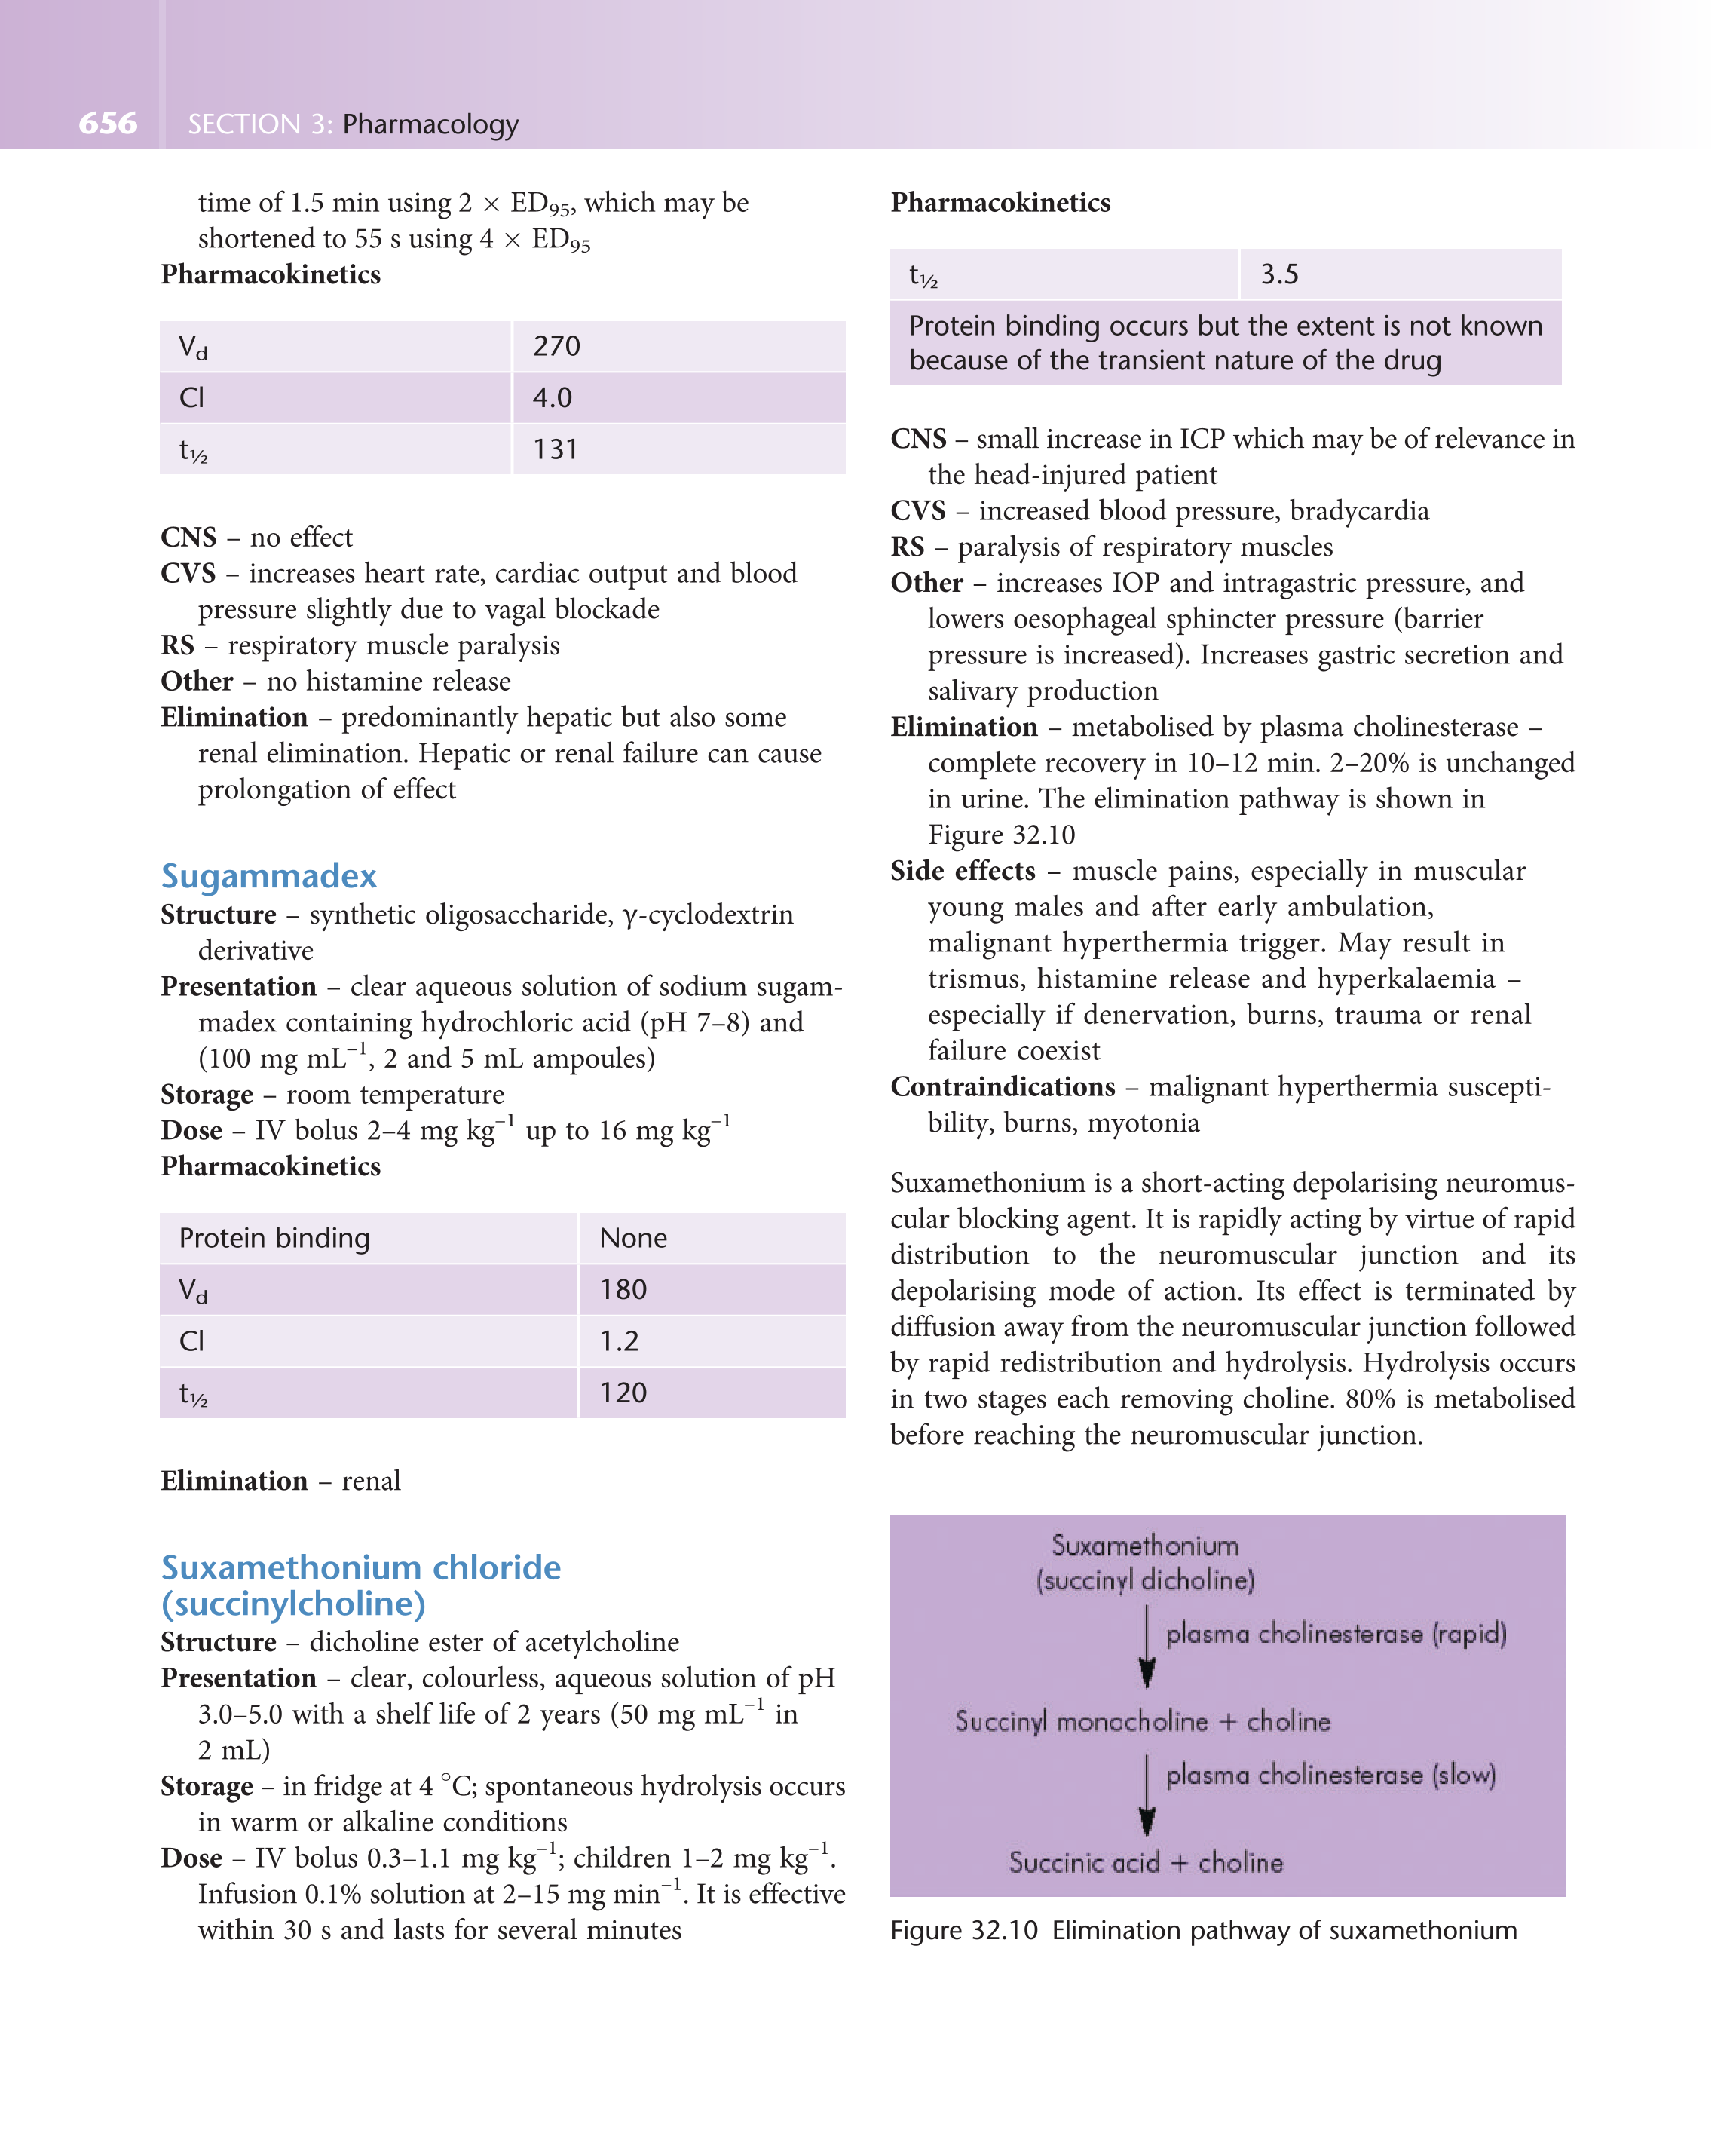 656 SECTION 3: Pharmacology
time of 1.5 min using 2 × ED95, which may be
shortened to 55 s using 4 × ED95
Pharmacokinetics
Vd 270
Cl 4.0
t½ 131
CNS – no effect
CVS – increases heart rate, cardiac output and blood
pressure slightly due to vagal blockade
RS – respiratory muscle paralysis
Other – no histamine release
Elimination – predominantly hepatic but also some
renal elimination. Hepatic or renal failure can cause
prolongation of effect
Sugammadex
Structure – synthetic oligosaccharide, γ-cyclodextrin
derivative
Presentation – clear aqueous solution of sodium sugam-
madex containing hydrochloric acid (pH 7–8) and
(100 mg mL⁻¹, 2 and 5 mL ampoules)
Storage – room temperature
Dose – IV bolus 2–4 mg kg⁻¹ up to 16 mg kg⁻¹
Pharmacokinetics
Protein binding None
Vd 180
Cl 1.2
t½ 120
Elimination – renal
Suxamethonium chloride
(succinylcholine)
Structure – dicholine ester of acetylcholine
Presentation – clear, colourless, aqueous solution of pH
3.0–5.0 with a shelf life of 2 years (50 mg mL⁻¹ in
2 mL)
Storage – in fridge at 4 °C; spontaneous hydrolysis occurs
in warm or alkaline conditions
Dose – IV bolus 0.3–1.1 mg kg⁻¹; children 1–2 mg kg⁻¹.
Infusion 0.1% solution at 2–15 mg min⁻¹. It is effective
within 30 s and lasts for several minutes
Pharmacokinetics
t½ 3.5
Protein binding occurs but the extent is not known
because of the transient nature of the drug
CNS – small increase in ICP which may be of relevance in
the head-injured patient
CVS – increased blood pressure, bradycardia
RS – paralysis of respiratory muscles
Other – increases IOP and intragastric pressure, and
lowers oesophageal sphincter pressure (barrier
pressure is increased). Increases gastric secretion and
salivary production
Elimination – metabolised by plasma cholinesterase –
complete recovery in 10–12 min. 2–20% is unchanged
in urine. The elimination pathway is shown in
Figure 32.10
Side effects – muscle pains, especially in muscular
young males and after early ambulation,
malignant hyperthermia trigger. May result in
trismus, histamine release and hyperkalaemia –
especially if denervation, burns, trauma or renal
failure coexist
Contraindications – malignant hyperthermia suscepti-
bility, burns, myotonia
Suxamethonium is a short-acting depolarising neuromus-
cular blocking agent. It is rapidly acting by virtue of rapid
distribution to the neuromuscular junction and its
depolarising mode of action. Its effect is terminated by
diffusion away from the neuromuscular junction followed
by rapid redistribution and hydrolysis. Hydrolysis occurs
in two stages each removing choline. 80% is metabolised
before reaching the neuromuscular junction.
Suxamethonium
(succinyl dicholine)
plasma cholinesterase (rapid)
Succinyl monocholine + choline
plasma cholinesterase (slow)
Succinic acid + choline
Figure 32.10 Elimination pathway of suxamethonium